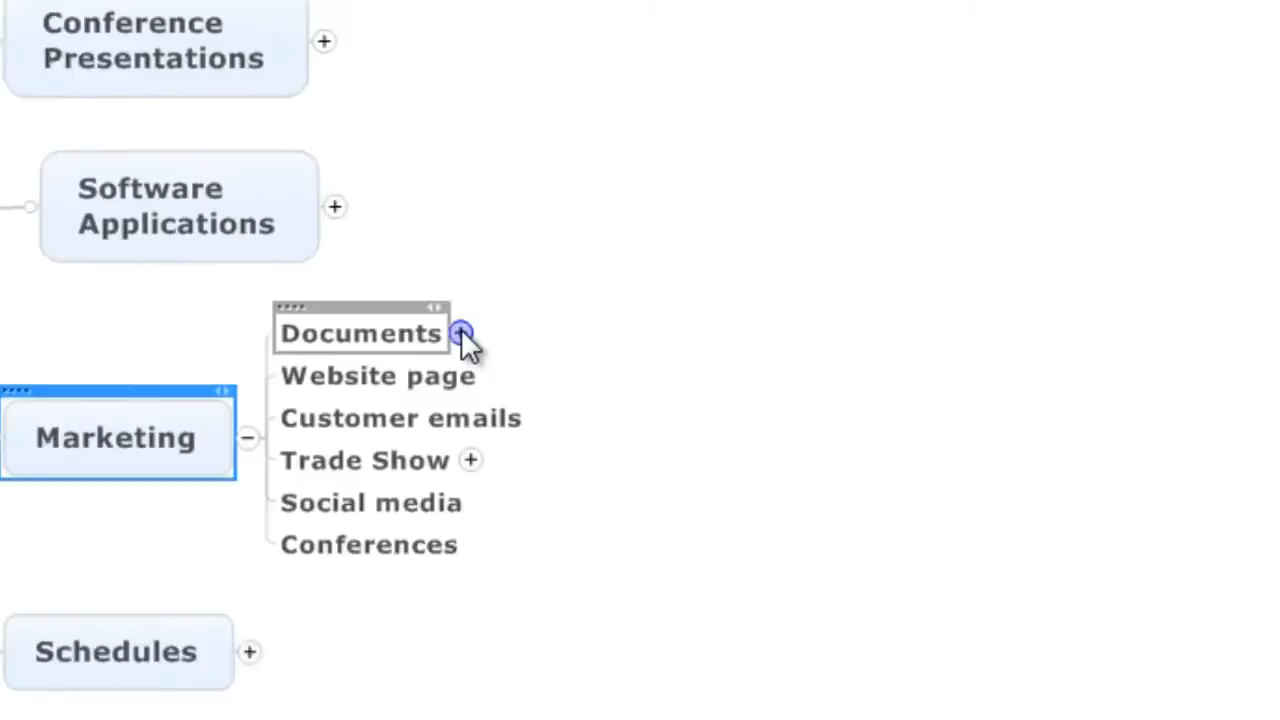 Conference
Presentations
Software
Applications
Documents
Website page
Customer emails
Marketing
Trade Show
Social media
Conferences
Schedules